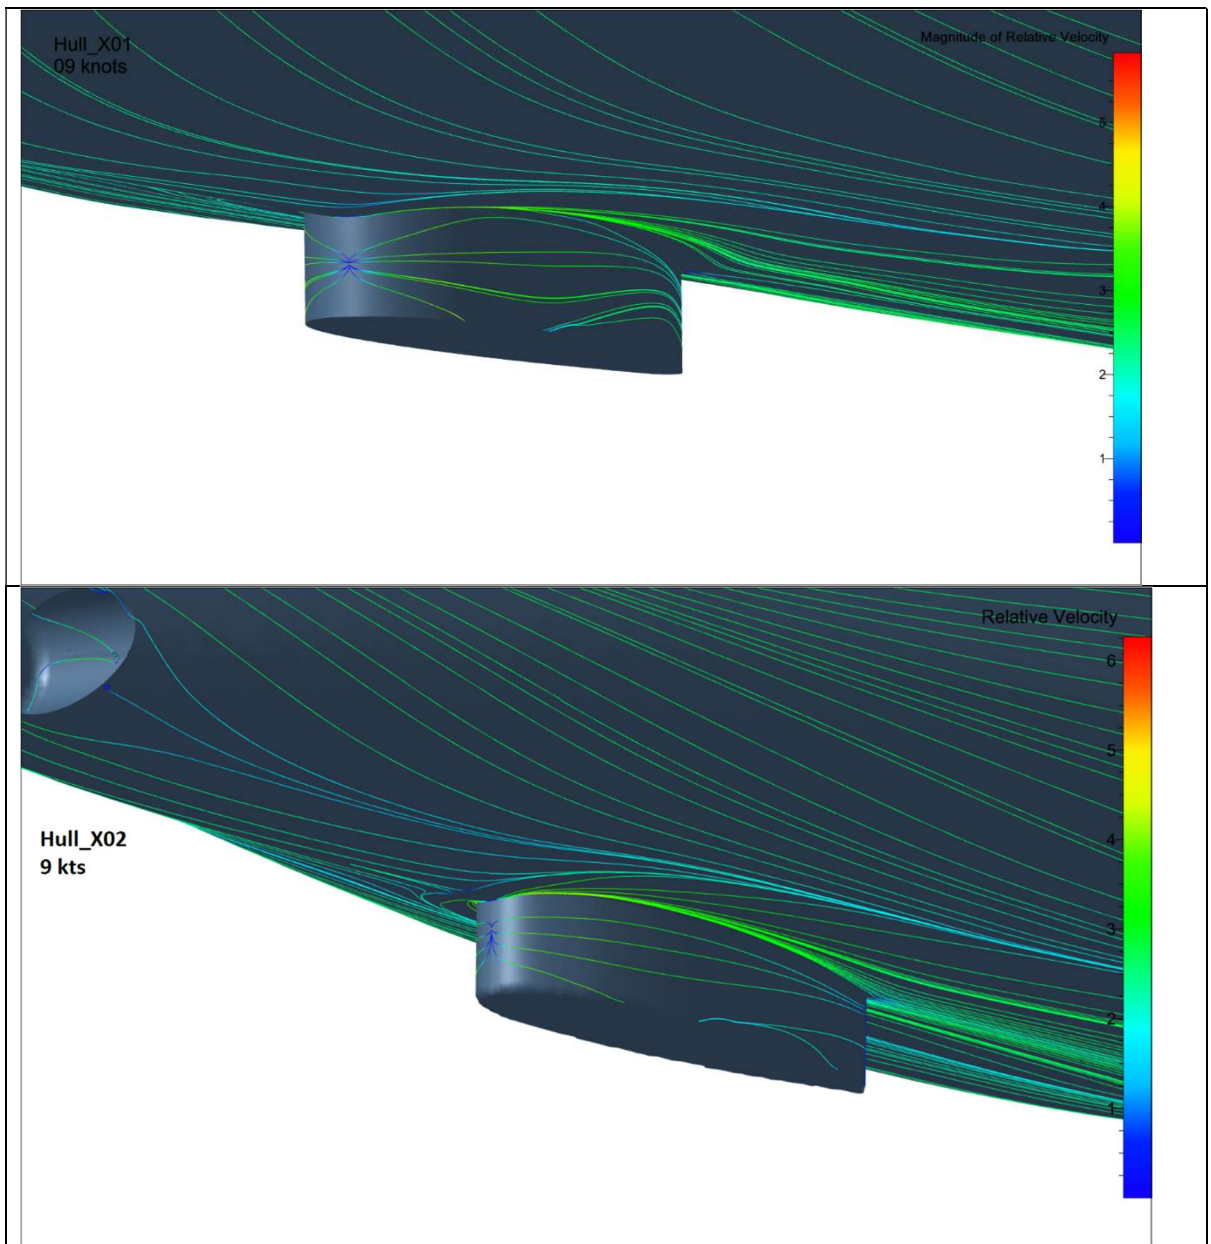 Hull_X01
09 knots
Magnitude of Relative Velocity
5
4
3
2
1
Relative Velocity
6
5
4
3
2
1
Hull_X02
9 kts